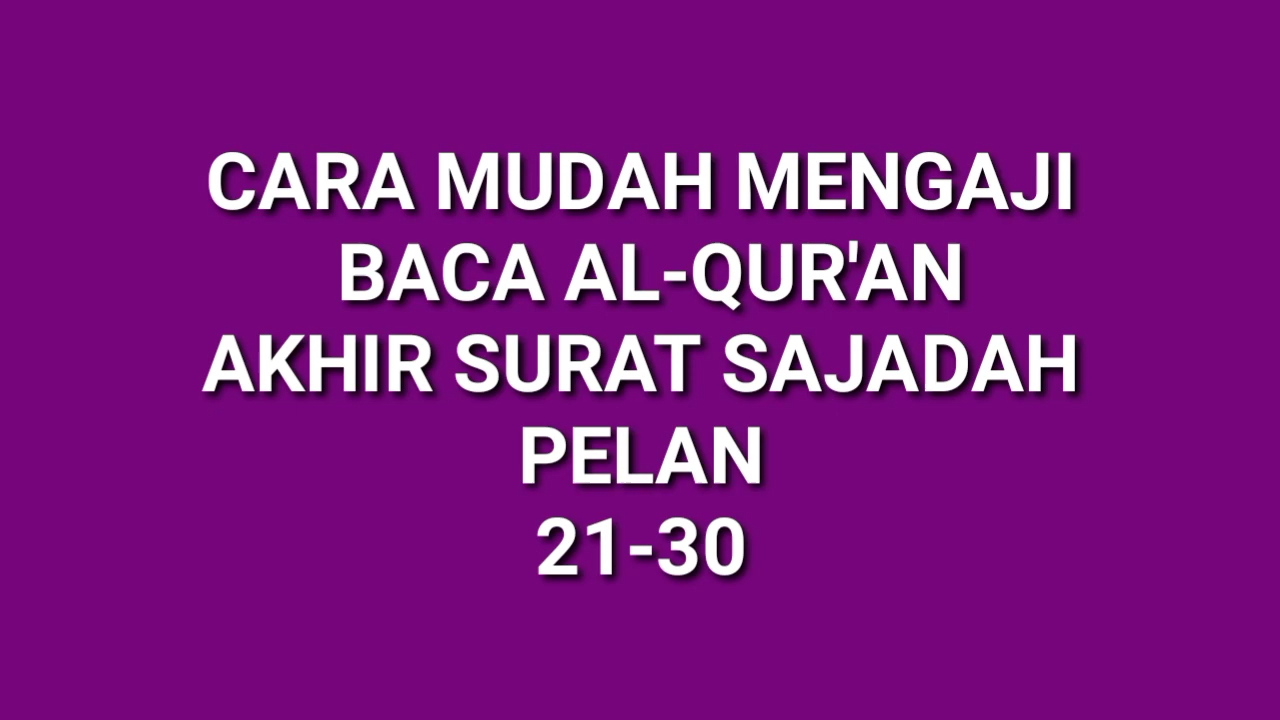 CARA MUDAH MENGAJI
BACA AL-QUR'AN
AKHIR SURAT SAJADAH
PELAN
21-30